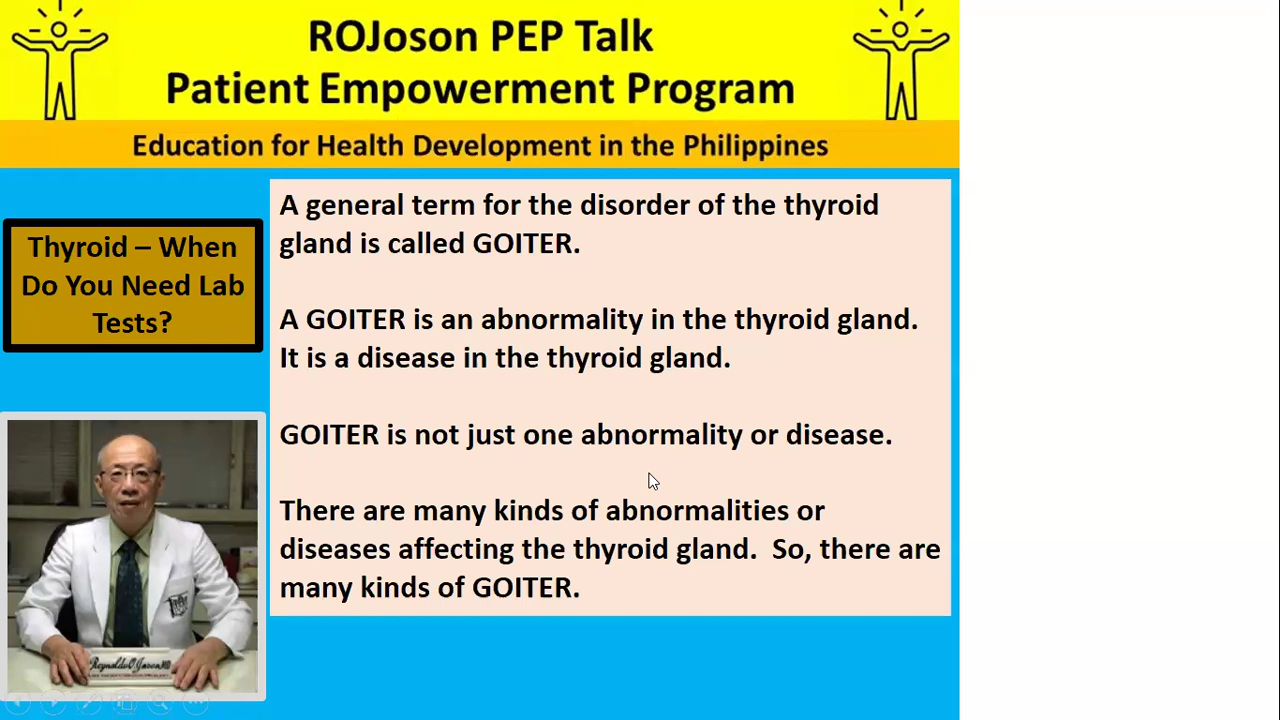 ROJoson PEP Talk
Patient Empowerment Program
Education for Health Development in the Philippines
Thyroid – When
Do You Need Lab
Tests?
A general term for the disorder of the thyroid
gland is called GOITER.
A GOITER is an abnormality in the thyroid gland.
It is a disease in the thyroid gland.
GOITER is not just one abnormality or disease.
There are many kinds of abnormalities or
diseases affecting the thyroid gland.  So, there are
many kinds of GOITER.
Reynaldo O. Joson, MD